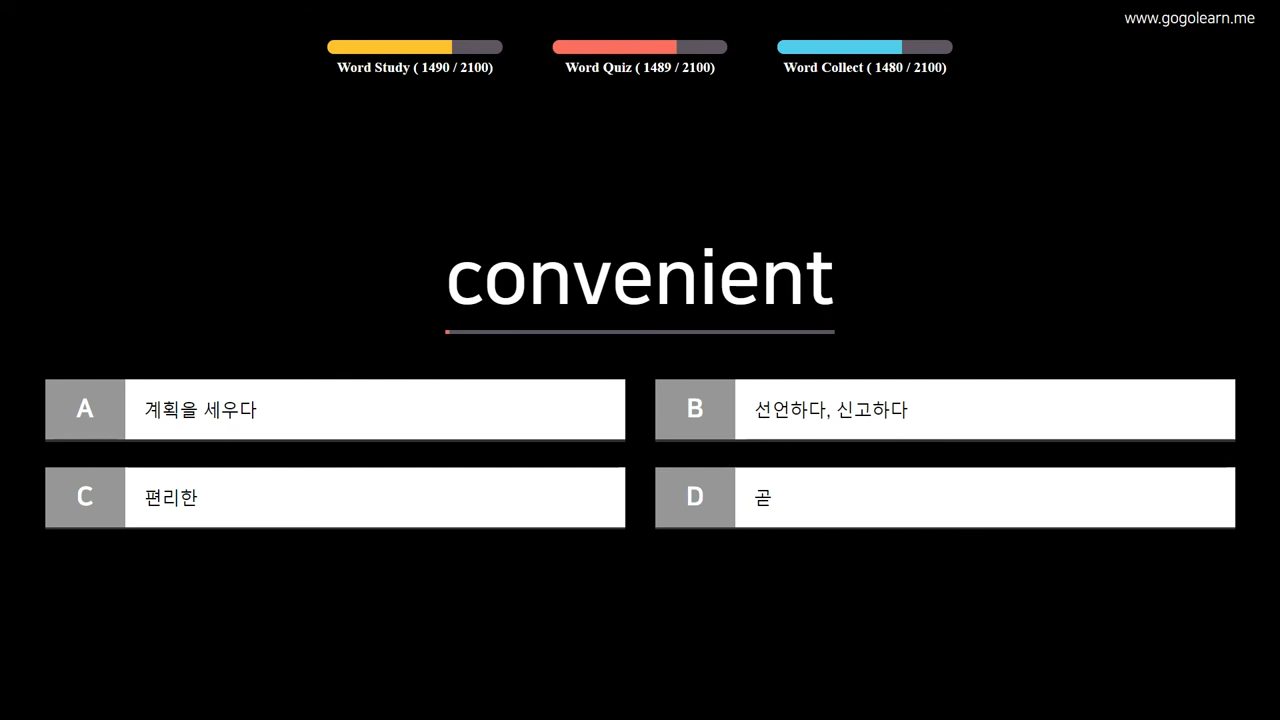 www.gogolearn.me
Word Study ( 1490 / 2100)
Word Quiz ( 1489 / 2100)
Word Collect ( 1480 / 2100)
convenient
A 계획을 세우다
B 선언하다, 신고하다
C 편리한
D 곧